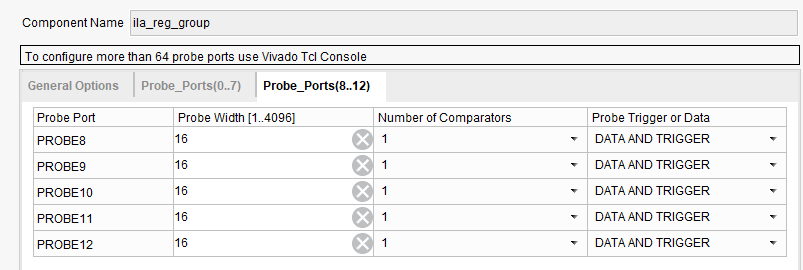 Component Name ila_reg_group
To configure more than 64 probe ports use Vivado Tcl Console
General Options Probe_Ports(0..7) Probe_Ports(8..12)
Probe Port Probe Width [1..4096] Number of Comparators Probe Trigger or Data
PROBE8 16 1 DATA AND TRIGGER
PROBE9 16 1 DATA AND TRIGGER
PROBE10 16 1 DATA AND TRIGGER
PROBE11 16 1 DATA AND TRIGGER
PROBE12 16 1 DATA AND TRIGGER